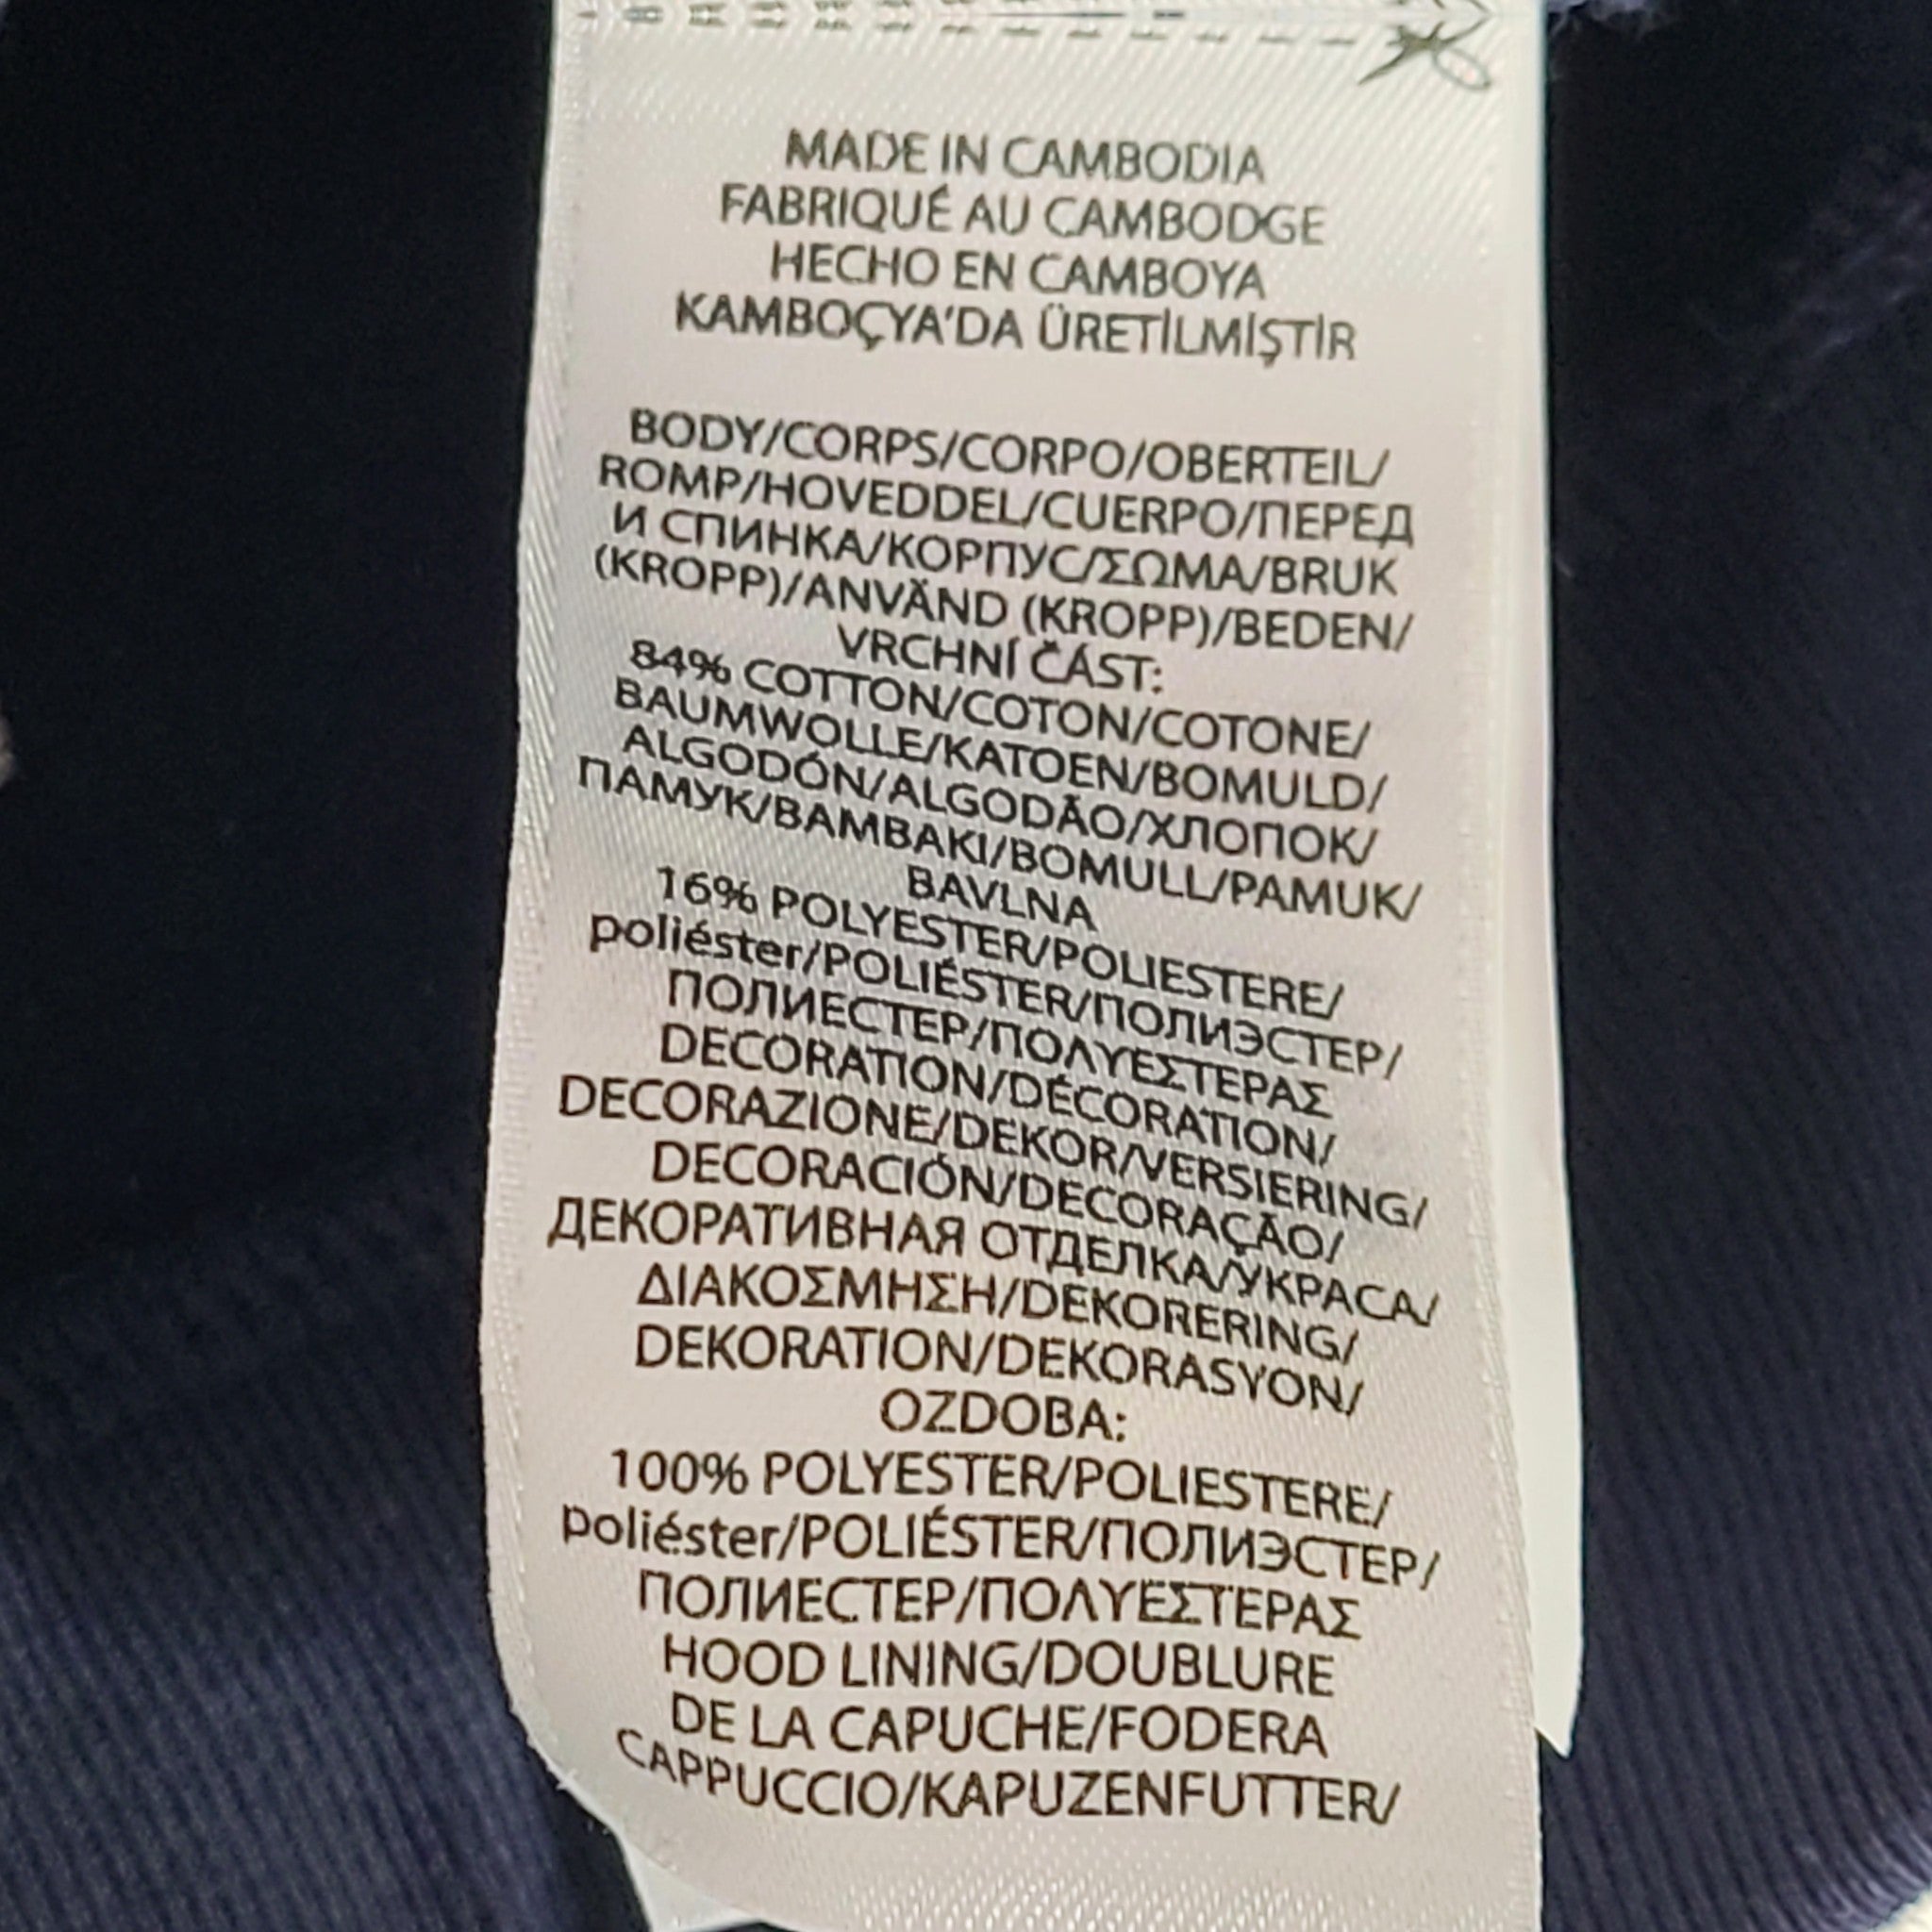 MADE IN CAMBODIA
FABRIQUÉ AU CAMBODGE
HECHO EN CAMBOYA
KAMBOÇYA'DA ÜRETİLMİŞTİR
BODY/CORPS/CORPO/OBERTEIL/
ROMP/HOVEDDEL/CUERPO/ПЕРЕД
И СПИНКА/КОРПУС/ΣΩΜΑ/BRUK
(KROPP)/ANVÄND (KROPP)/BEDEN/
VRCHNÍ ČÁST:
84% COTTON/COTON/COTONE/
BAUMWOLLE/KATOEN/BOMULD/
ALGODÓN/ALGODÃO/ХЛОПОК/
ПАМУК/BAMBAKI/BOMULL/PAMUK/
BAVLNA
16% POLYESTER/POLIESTERE/
poliéster/POLIÉSTER/ПОЛИЭСТЕР/
ПОЛИЕСТЕР/ΠΟΛΥΕΣΤΕΡΑΣ
DECORATION/DÉCORATION/
DECORAZIONE/DEKOR/VERSIERING/
DECORACIÓN/DECORAÇÃO/
ДЕКОРАТИВНАЯ ОТДЕЛКА/УКРАСА/
ΔΙΑΚΟΣΜΗΣΗ/DEKORERING/
DEKORATION/DEKORASYON/
OZDOBA:
100% POLYESTER/POLIESTERE/
poliéster/POLIÉSTER/ПОЛИЭСТЕР/
ПОЛИЕСТЕР/ΠΟΛΥΕΣΤΕΡΑΣ
HOOD LINING/DOUBLURE
DE LA CAPUCHE/FODERA
CAPPUCCIO/KAPUZENFUTTER/